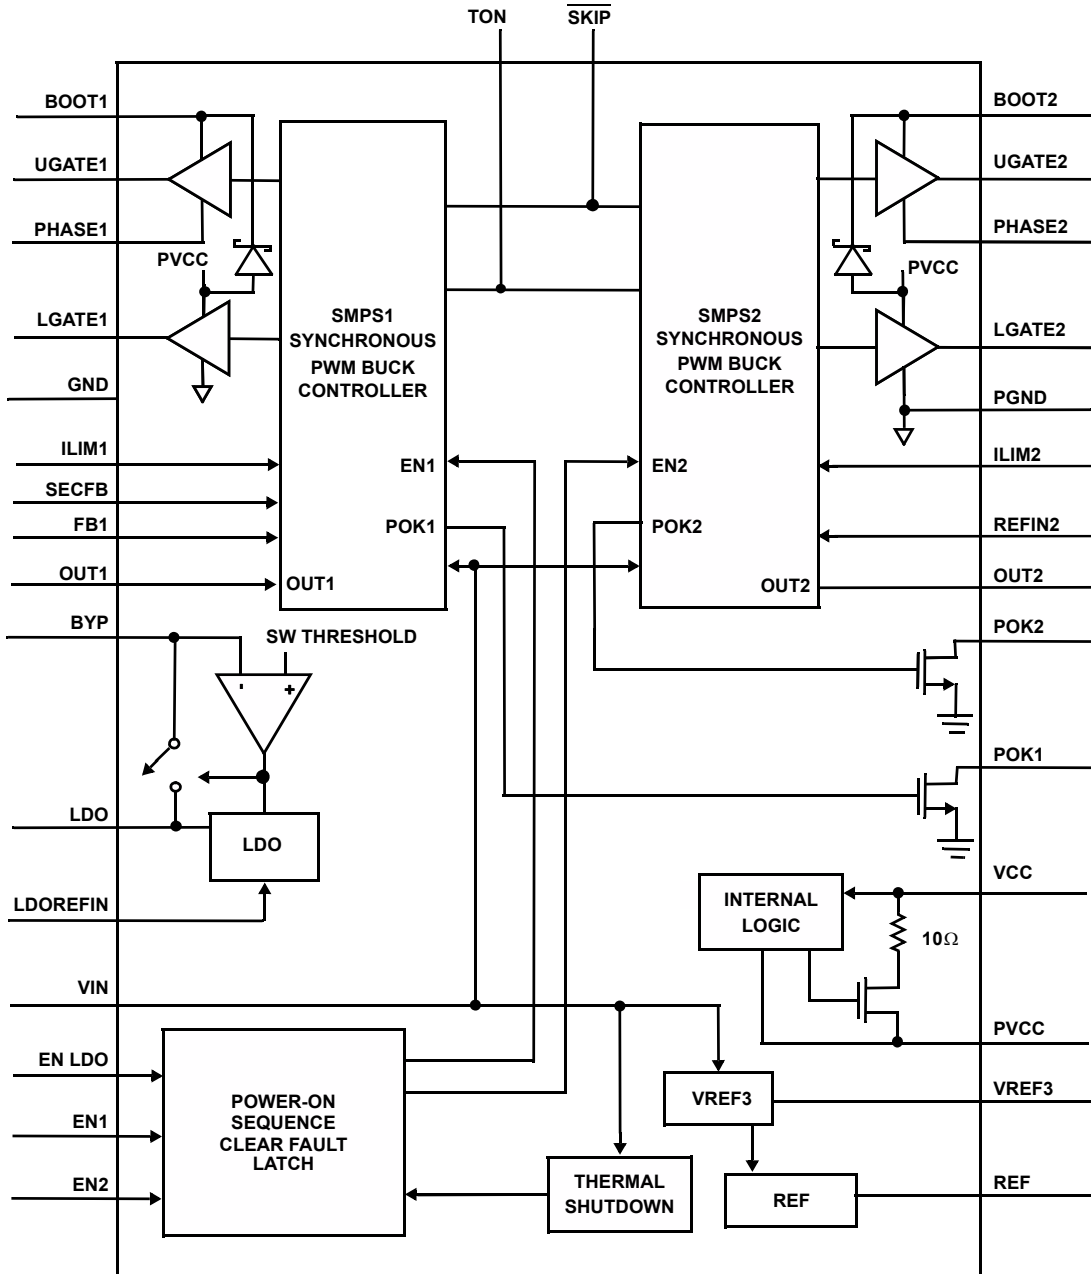 TON
SKIP
BOOT1
BOOT2
UGATE1
UGATE2
PHASE1
PHASE2
PVCC
PVCC
LGATE1
LGATE2
SMPS1
SYNCHRONOUS
PWM BUCK
CONTROLLER
SMPS2
SYNCHRONOUS
PWM BUCK
CONTROLLER
GND
PGND
ILIM1
EN1
EN2
ILIM2
SECFB
FB1
POK1
POK2
REFIN2
OUT1
OUT1
OUT2
OUT2
BYP
SW THRESHOLD
POK2
-
+
POK1
LDO
LDO
LDOREFIN
VCC
INTERNAL
LOGIC
10Ω
VIN
PVCC
EN LDO
EN1
EN2
POWER-ON
SEQUENCE
CLEAR FAULT
LATCH
VREF3
VREF3
THERMAL
SHUTDOWN
REF
REF